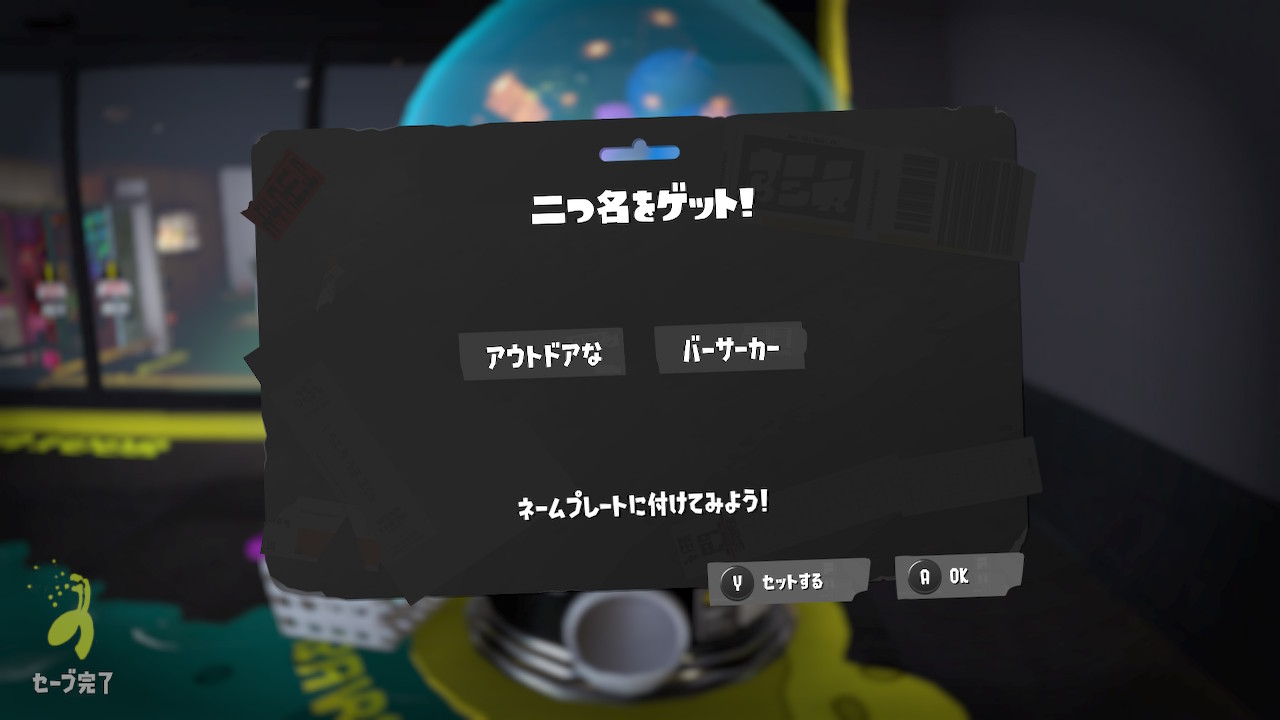 二つ名をゲット!
アウトドアな
バーサーカー
ネームプレートに付けてみよう!
Y セットする
A OK
セーブ完了